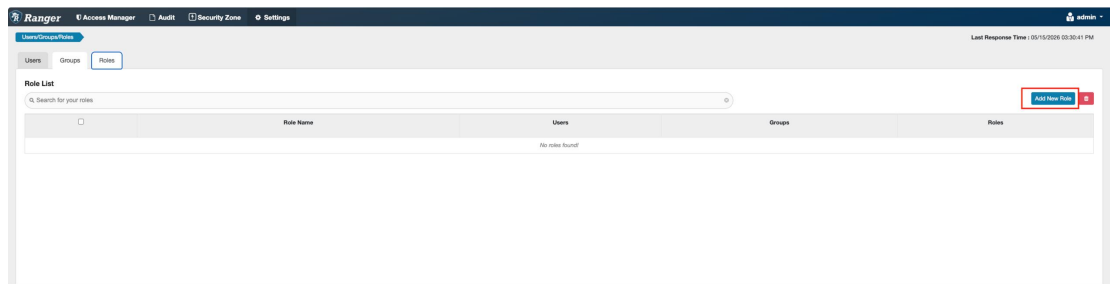 Ranger Access Manager Audit Security Zone Settings admin
Users/Groups/Roles Last Response Time : 05/15/2026 03:30:41 PM
Users Groups Roles
Role List
Search for your roles Add New Role
Role Name Users Groups Roles
No roles found!